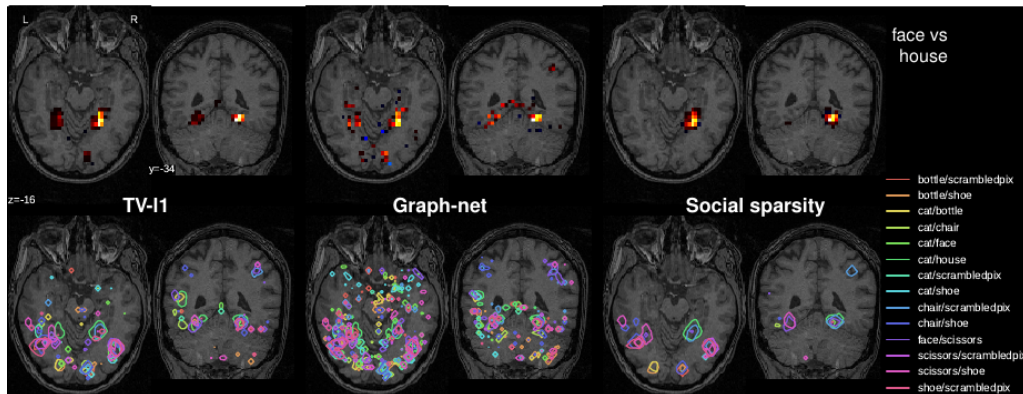 L
R
face vs
house
y=-34
z=-16
TV-l1
Graph-net
Social sparsity
bottle/scrambledpix
bottle/shoe
cat/bottle
cat/chair
cat/face
cat/house
cat/scrambledpix
cat/shoe
chair/scrambledpix
chair/shoe
face/scissors
scissors/scrambledpix
scissors/shoe
shoe/scrambledpix